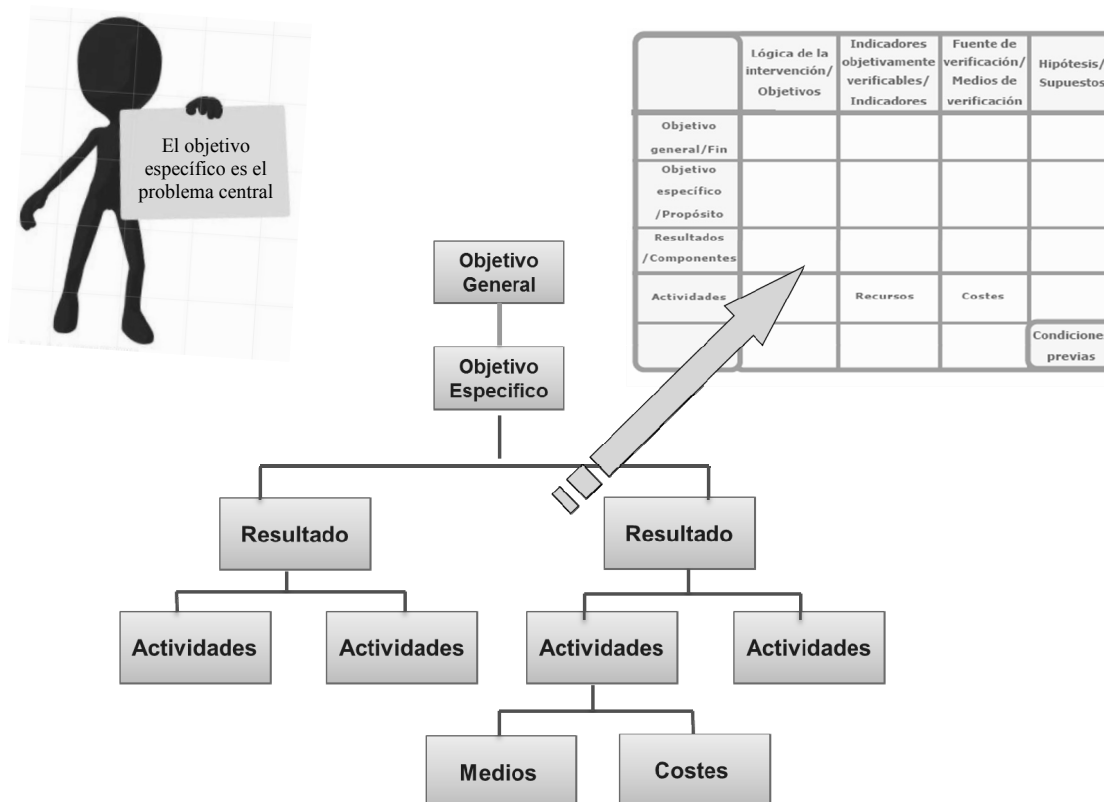 El objetivo
específico es el
problema central
Lógica de la
intervención/
Objetivos
Indicadores
objetivamente
verificables/
Indicadores
Fuente de
verificación/
Medios de
verificación
Hipótesis/
Supuestos
Objetivo
general/Fin
Objetivo
específico
/Propósito
Resultados
/Componentes
Actividades
Recursos
Costes
Condicione
previas
Objetivo
General
Objetivo
Especifico
Resultado
Resultado
Actividades
Actividades
Actividades
Actividades
Medios
Costes